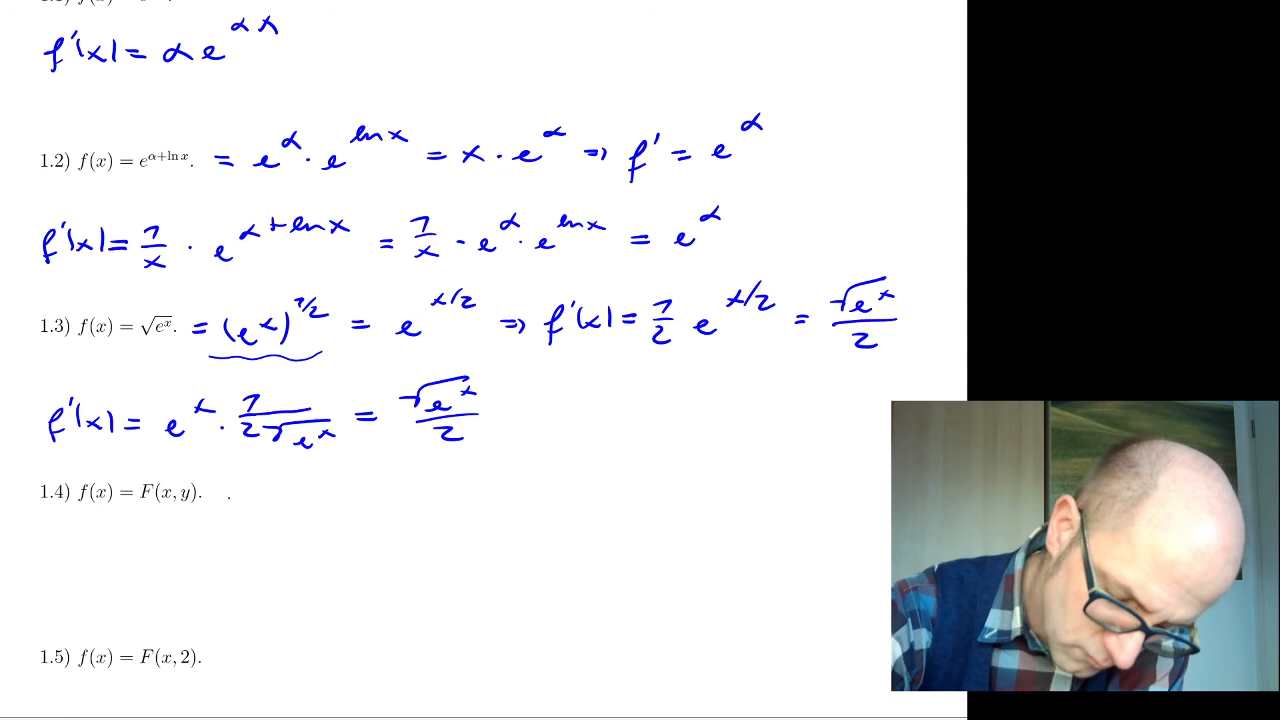 f'(x) = α e^{αx}
1.2) f(x) = e^{α+ln x}. = e^α · e^{ln x} = x · e^α ⇒ f' = e^α
f'(x) = 1/x · e^{α+ln x} = 1/x · e^α · e^{ln x} = e^α
1.3) f(x) = √e^x. = (e^x)^{1/2} = e^{x/2} ⇒ f'(x) = 1/2 e^{x/2} = √e^x/2
f'(x) = e^x · 1/2√e^x = √e^x/2
1.4) f(x) = F(x, y).
1.5) f(x) = F(x, 2).